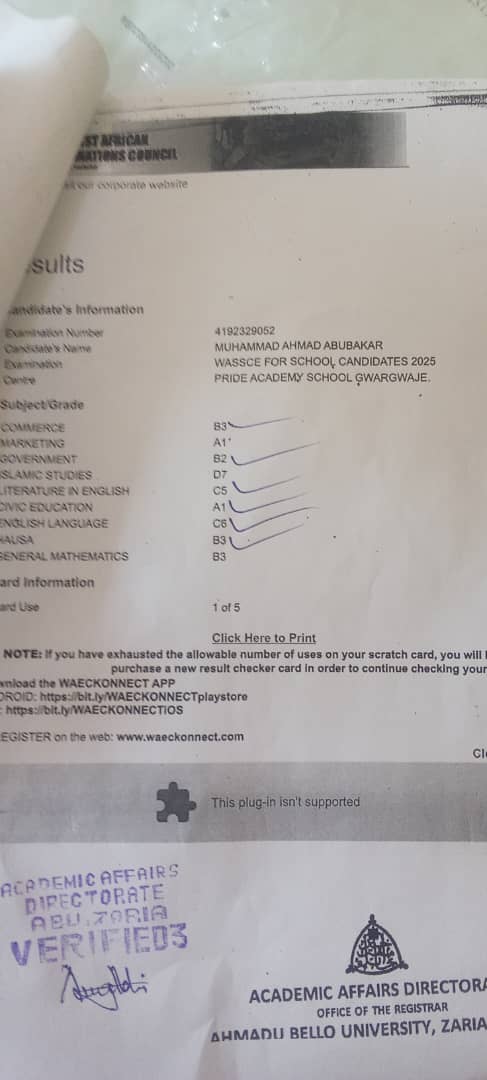 ST AFRICAN
NATIONS COUNCIL
our corporate website
sults
andidate's Information
Examination Number 4192329052
Candidate's Name MUHAMMAD AHMAD ABUBAKAR
Examination WASSCE FOR SCHOOL CANDIDATES 2025
Centre PRIDE ACADEMY SCHOOL GWARGWAJE.
Subject/Grade
COMMERCE B3
MARKETING A1
GOVERNMENT B2
ISLAMIC STUDIES D7
LITERATURE IN ENGLISH C5
CIVIC EDUCATION A1
ENGLISH LANGUAGE C6
HAUSA B3
GENERAL MATHEMATICS B3
ard Information
ard Use 1 of 5
Click Here to Print
NOTE: If you have exhausted the allowable number of uses on your scratch card, you will
purchase a new result checker card in order to continue checking your
wnload the WAECKONNECT APP
DROID: https://bit.ly/WAECKONNECTplaystore
: https://bit.ly/WAECKONNECTiOS
EGISTER on the web: www.waeckonnect.com
Cl
This plug-in isn't supported
ACADEMIC AFFAIRS
DIRECTORATE
ABU, ZARIA
VERIFIED3
ACADEMIC AFFAIRS DIRECTORA
OFFICE OF THE REGISTRAR
AHMADU BELLO UNIVERSITY, ZARIA